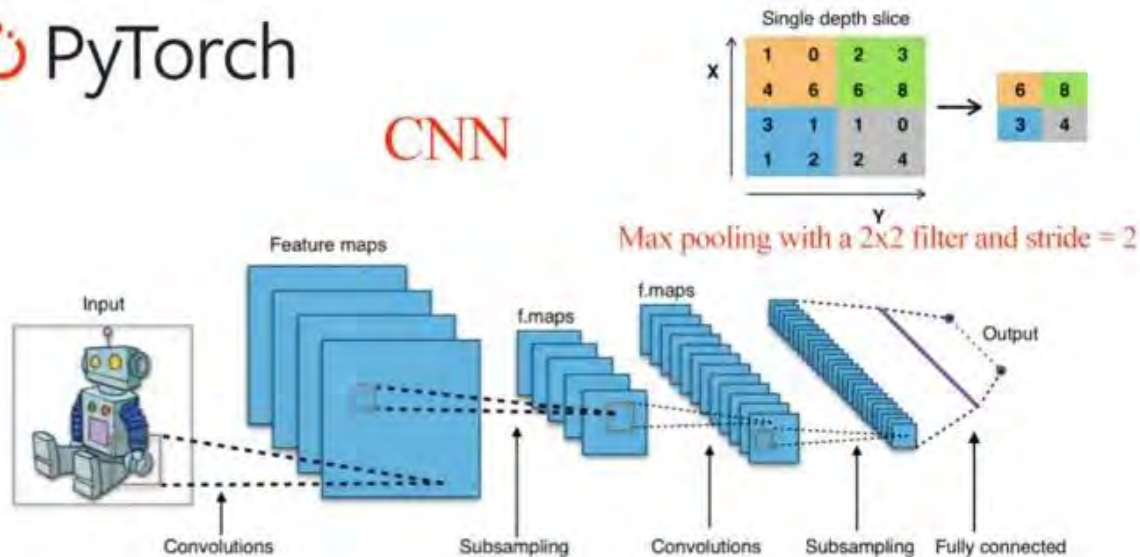 PyTorch
CNN
Single depth slice
X
1 0 2 3
4 6 6 8
3 1 1 0
1 2 2 4
Y
6 8
3 4
Max pooling with a 2x2 filter and stride = 2
Input
Feature maps
f.maps
f.maps
Output
Convolutions
Subsampling
Convolutions
Subsampling
Fully connected